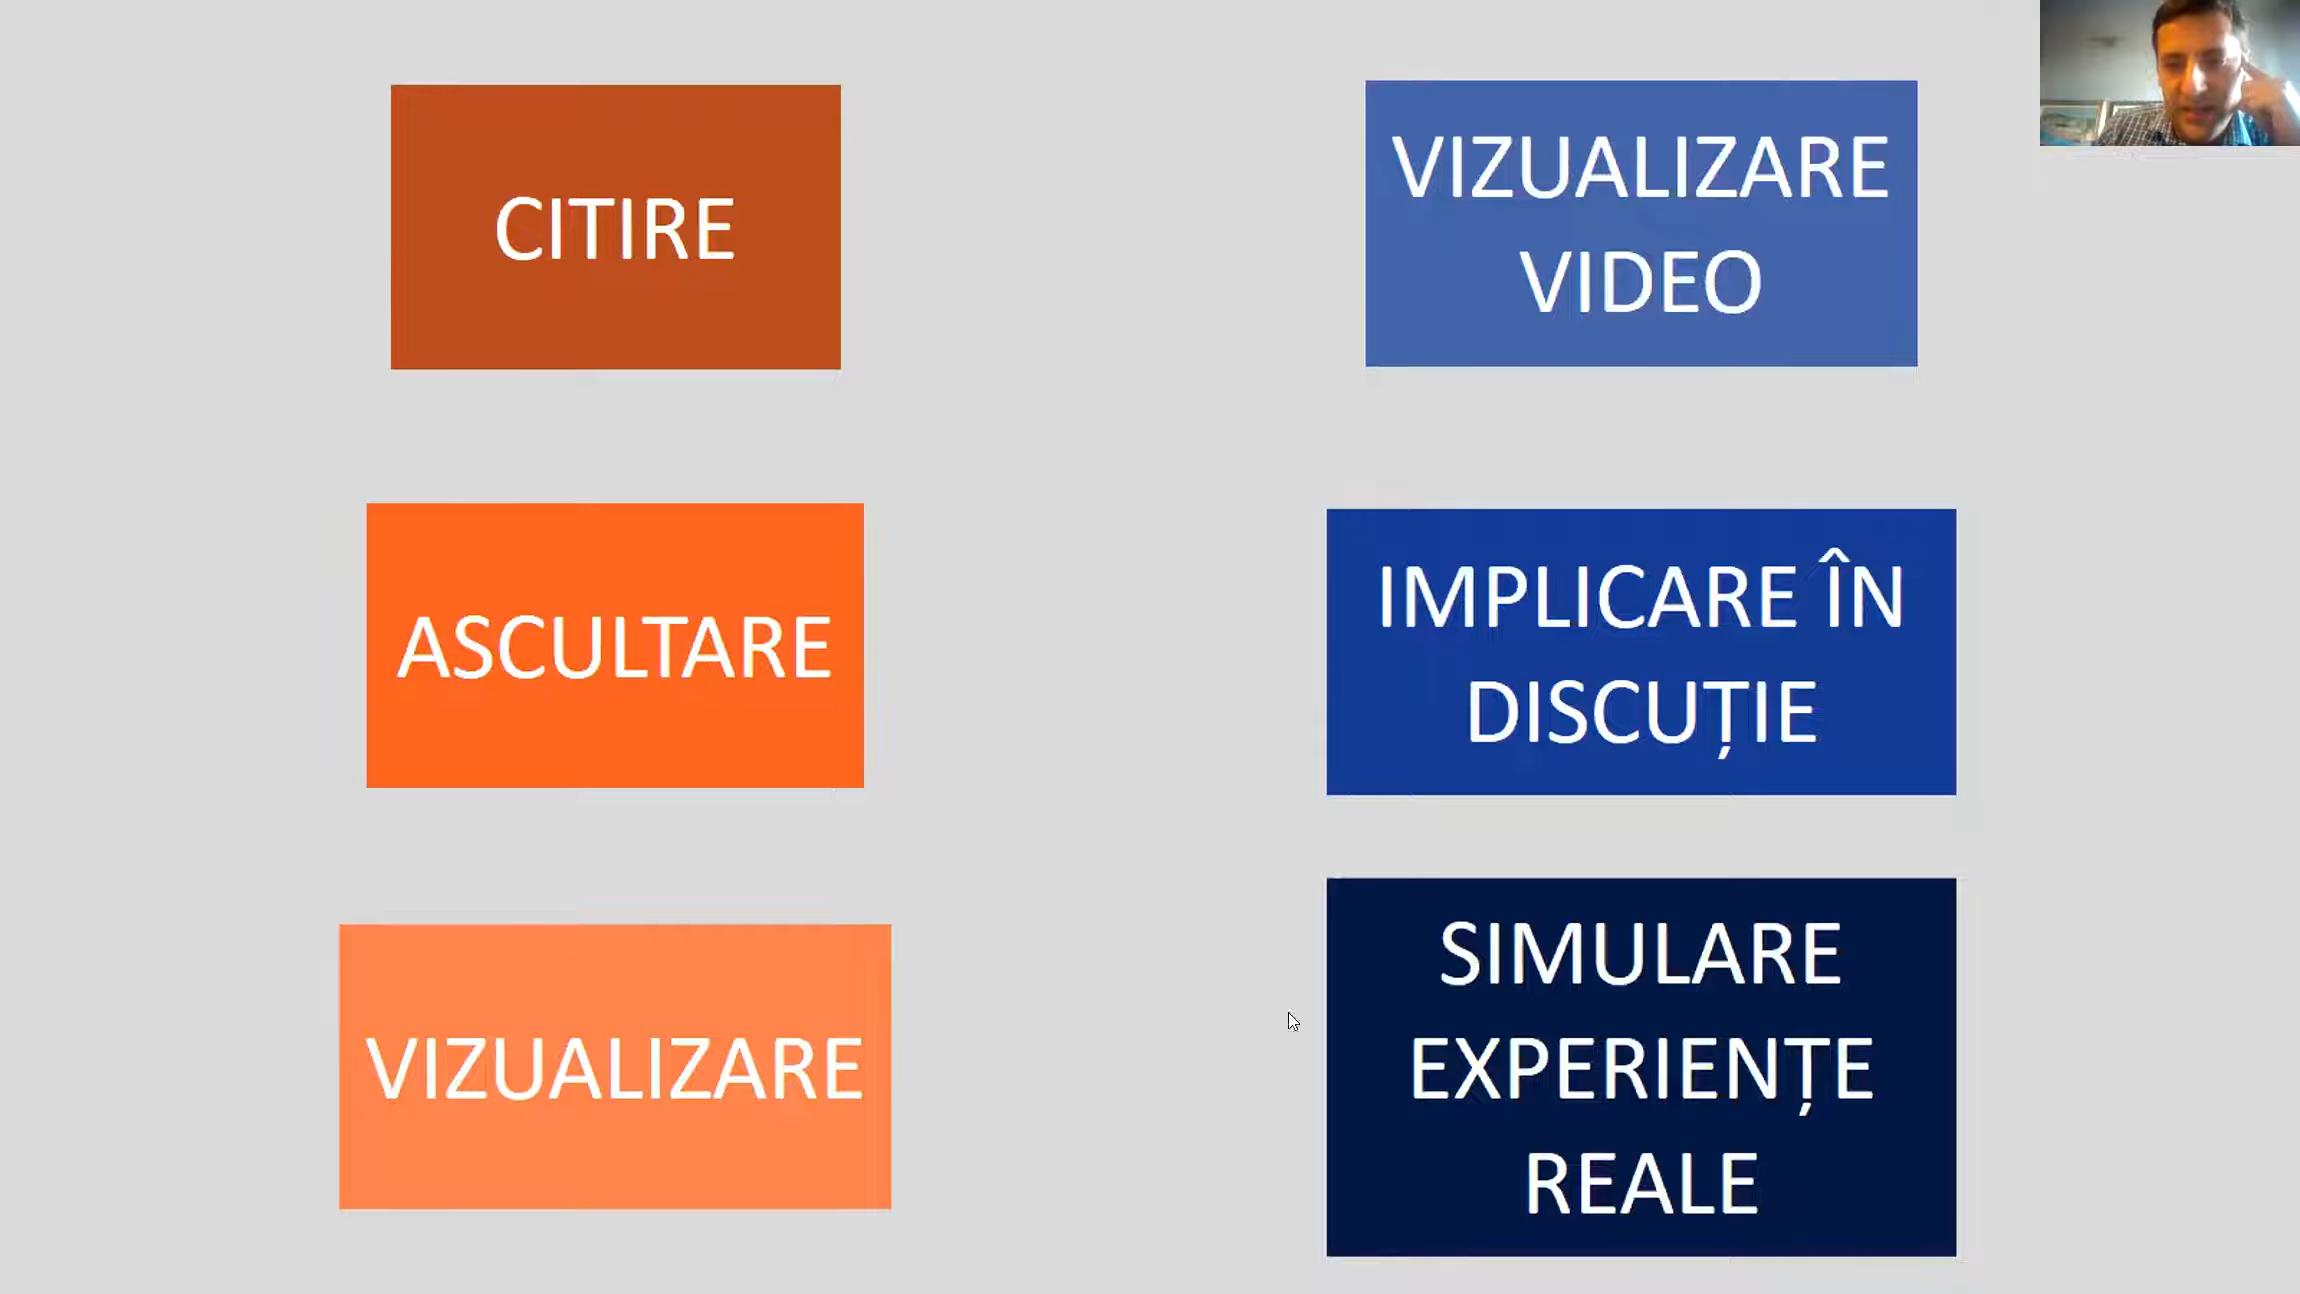 CITIRE
ASCULTARE
VIZUALIZARE
VIZUALIZARE
VIDEO
IMPLICARE ÎN
DISCUȚIE
SIMULARE
EXPERIENȚE
REALE